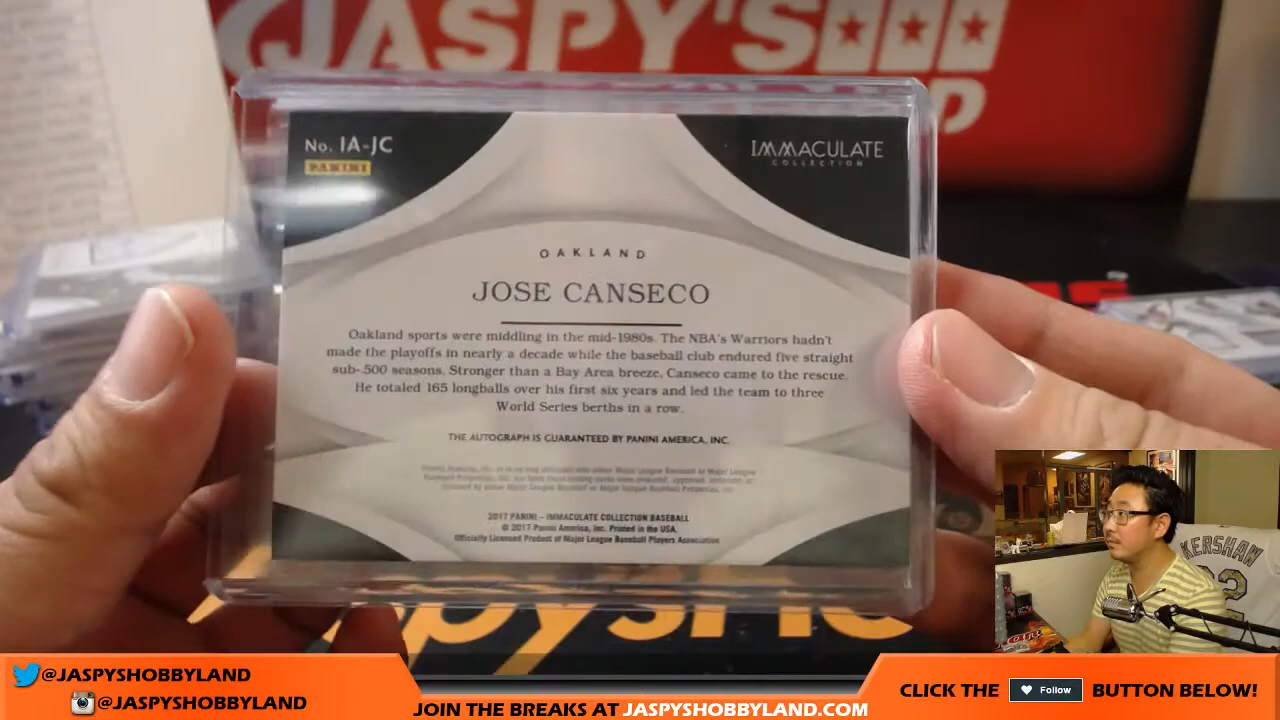 JASPY'S
No. IA-JC
PANINI
IMMACULATE
COLLECTION
OAKLAND
JOSE CANSECO
Oakland sports were middling in the mid-1980s. The NBA's Warriors hadn't
made the playoffs in nearly a decade while the baseball club endured five straight
sub-.500 seasons. Stronger than a Bay Area breeze, Canseco came to the rescue.
He totaled 165 longballs over his first six years and led the team to three
World Series berths in a row.
THE AUTOGRAPH IS GUARANTEED BY PANINI AMERICA, INC.
2017 PANINI – IMMACULATE COLLECTION BASEBALL
© 2017 Panini America, Inc. Printed in the USA.
Officially Licensed Product of Major League Baseball Players Association
KERSHAW
@JASPYSHOBBYLAND
@JASPYSHOBBYLAND
JOIN THE BREAKS AT JASPYSHOBBYLAND.COM
CLICK THE Follow BUTTON BELOW!